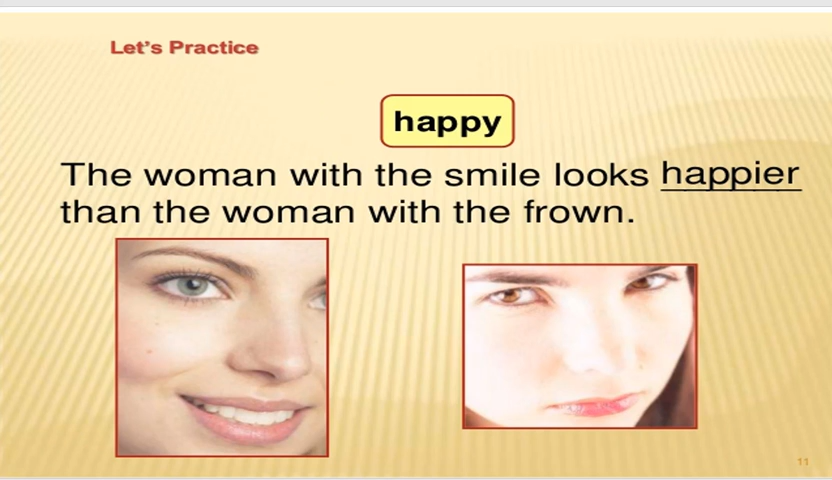 Let's Practice
happy
The woman with the smile looks happier
than the woman with the frown.
11